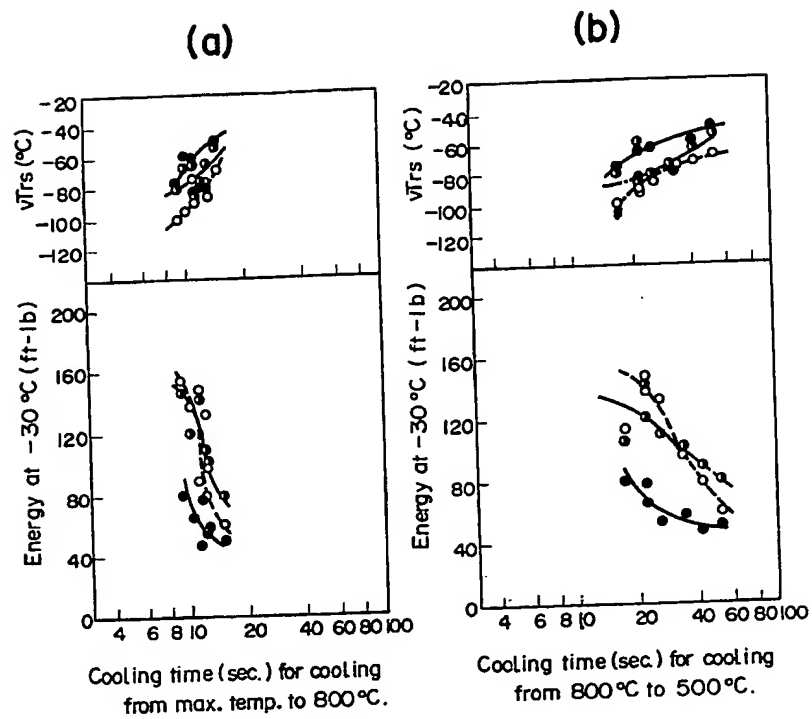 (a)
(b)
vTrs (°C)
-20
-40
-60
-80
-100
-120
Energy at -30°C (ft-lb)
200
160
120
80
40
0
4 6 8 10 20 40 60 80 100
Cooling time (sec.) for cooling
from max. temp. to 800°C.
vTrs (°C)
-20
-40
-60
-80
-100
-120
Energy at -30°C (ft-lb)
200
160
120
80
40
0
4 6 8 10 20 40 60 80 100
Cooling time (sec.) for cooling
from 800°C to 500°C.